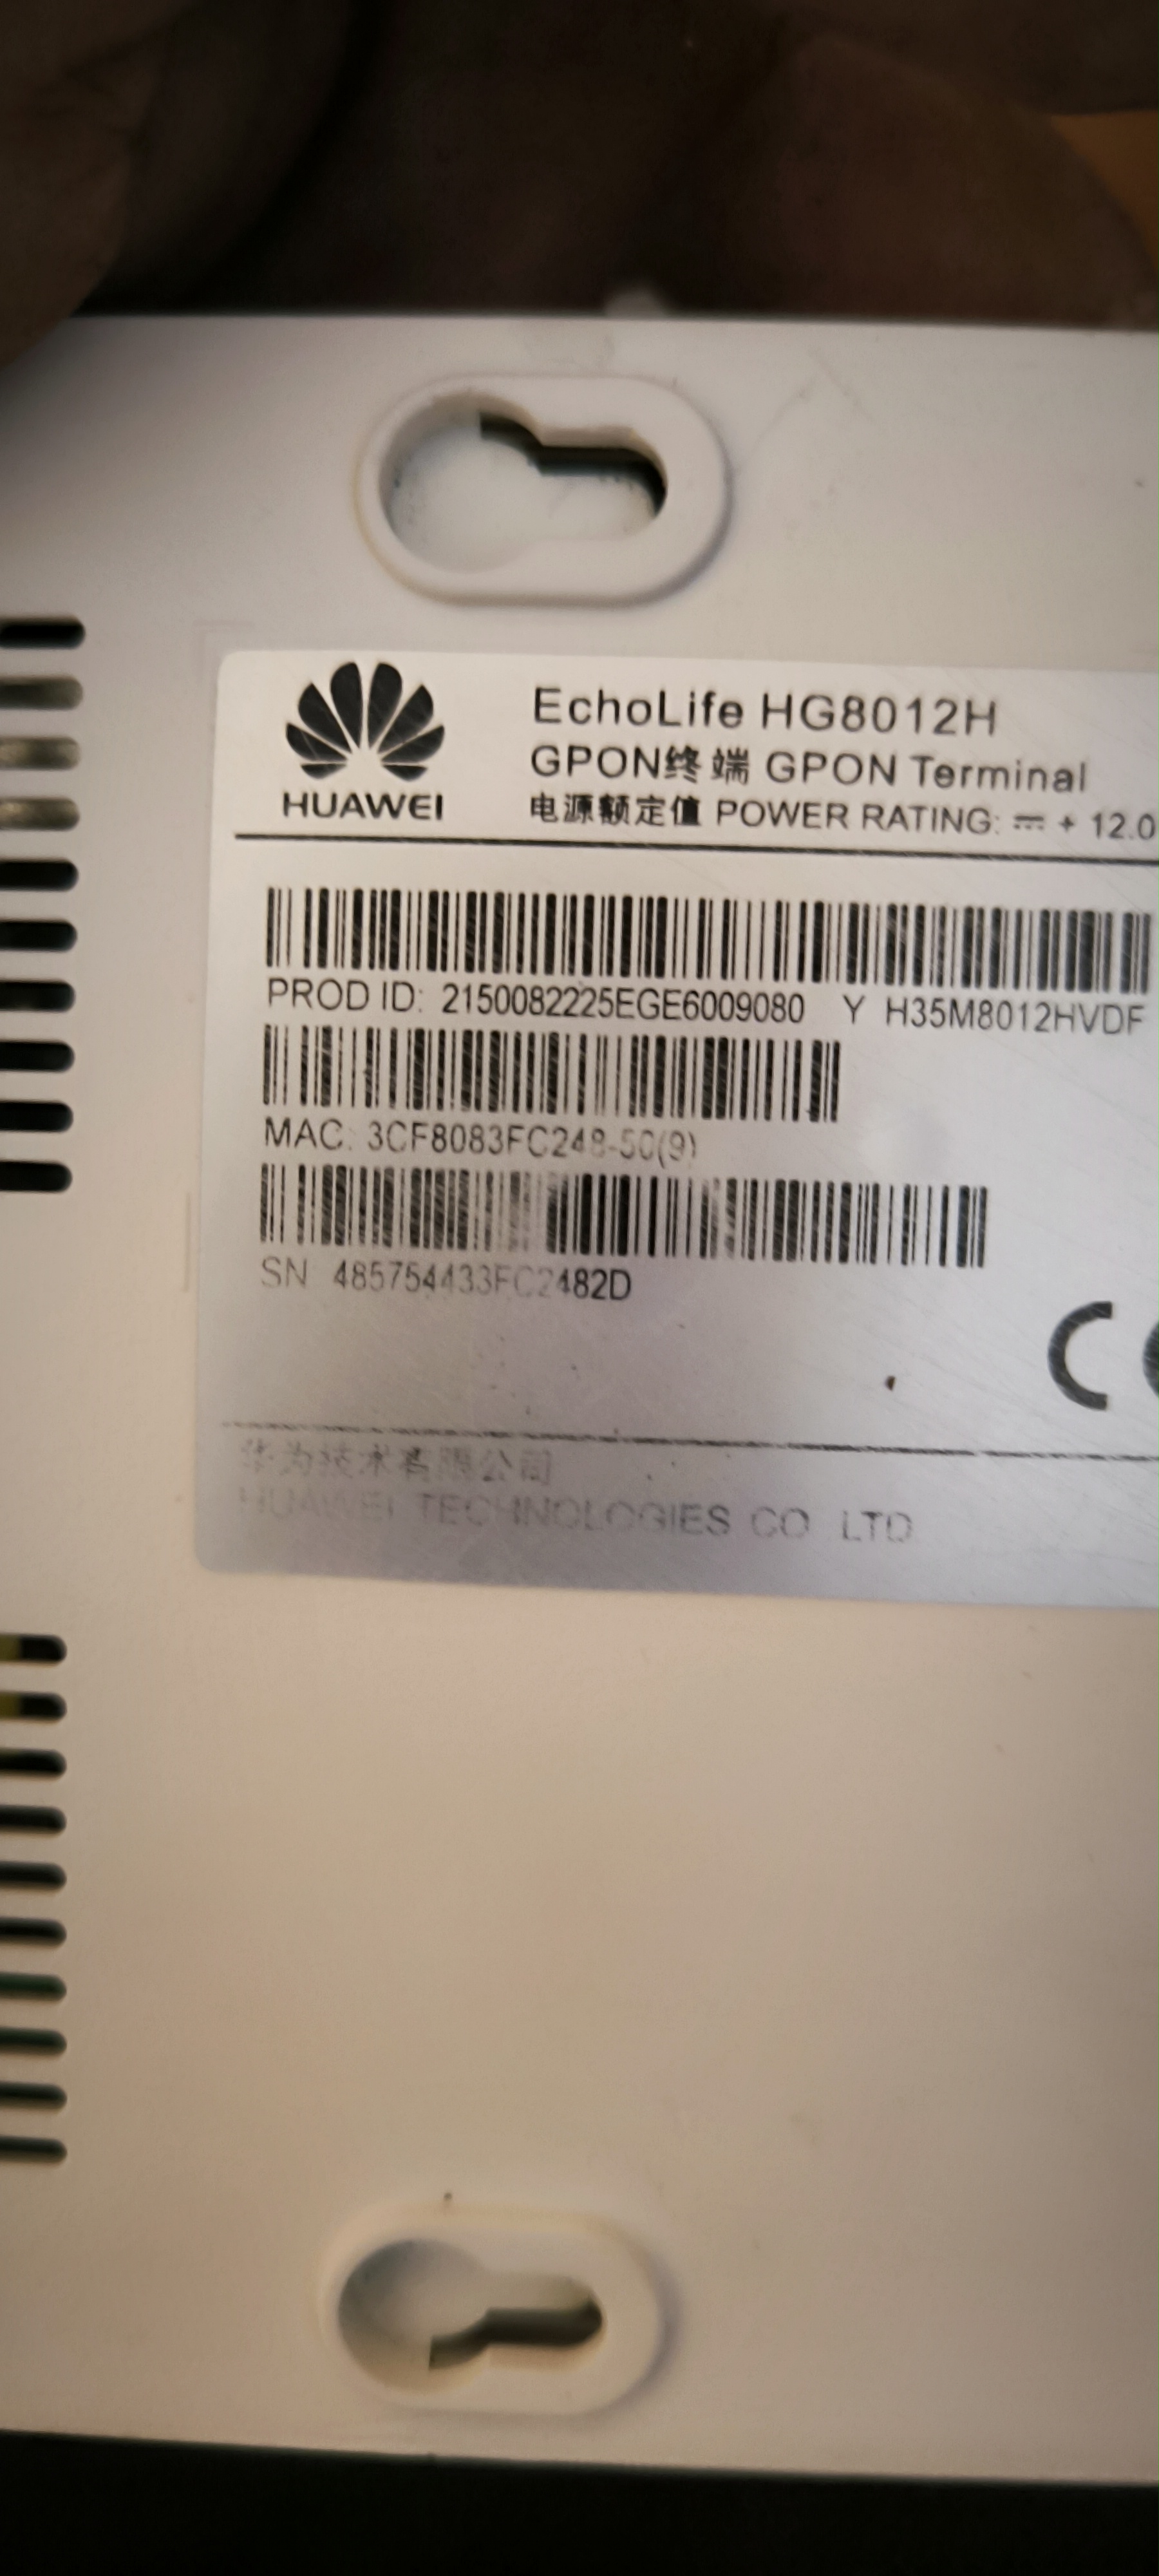 HUAWEI
EchoLife HG8012H
GPON终端 GPON Terminal
电源额定值 POWER RATING: ⎓ + 12.0
PROD ID: 2150082225EGE6009080 Y H35M8012HVDF
MAC: 3CF8083FC248-50(9)
SN 485754433FC2482D
CE
华为技术有限公司
HUAWEI TECHNOLOGIES CO LTD